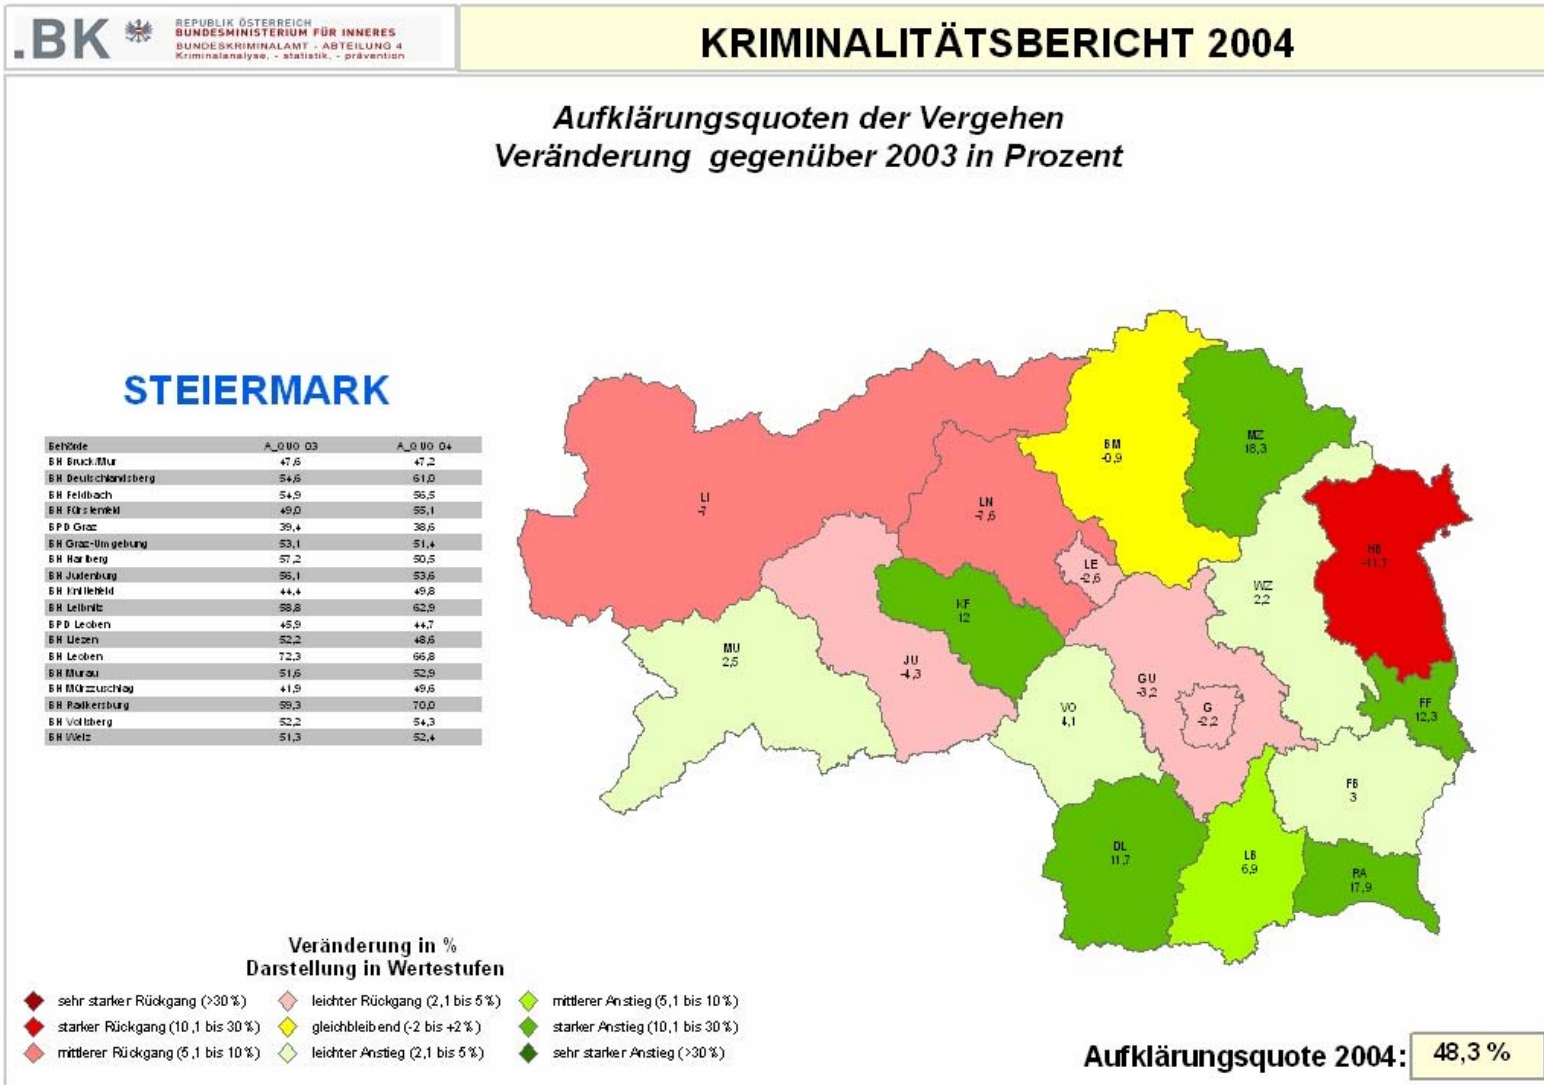 .BK REPUBLIK ÖSTERREICH
BUNDESMINISTERIUM FÜR INNERES
BUNDESKRIMINALAMT - ABTEILUNG 4
Kriminalanalyse, - statistik, - prävention
KRIMINALITÄTSBERICHT 2004
Aufklärungsquoten der Vergehen
Veränderung gegenüber 2003 in Prozent
STEIERMARK
Behörde A_QUO 03 A_QUO 04
BH Bruck/Mur 47,6 47,2
BH Deutschlandsberg 54,6 61,0
BH Feldbach 54,9 56,5
BH Fürstenfeld 49,0 55,1
BPD Graz 39,4 38,6
BH Graz-Umgebung 53,1 51,4
BH Hartberg 57,2 50,5
BH Judenburg 56,1 53,6
BH Knittelfeld 44,4 49,8
BH Leibnitz 58,8 62,9
BPD Leoben 45,9 44,7
BH Liezen 52,2 48,6
BH Leoben 72,3 66,8
BH Murau 51,6 52,9
BH Mürzzuschlag 41,9 49,6
BH Radkersburg 59,3 70,0
BH Voitsberg 52,2 54,3
BH Weiz 51,3 52,4
BM
-0,9
MZ
18,3
LI
-7
LN
-7,6
HB
-11,7
LE
-2,6
WZ
2,2
KF
12
MU
2,5
JU
-4,3
GU
-3,2
VO
4,1
G
-2,2
FF
12,3
FB
3
DL
11,7
LB
6,9
RA
17,9
Veränderung in %
Darstellung in Wertestufen
sehr starker Rückgang (>30%) leichter Rückgang (2,1 bis 5%) mittlerer Anstieg (5,1 bis 10%)
starker Rückgang (10,1 bis 30%) gleichbleibend (-2 bis +2%) starker Anstieg (10,1 bis 30%)
mittlerer Rückgang (5,1 bis 10%) leichter Anstieg (2,1 bis 5%) sehr starker Anstieg (>30%)
Aufklärungsquote 2004: 48,3 %